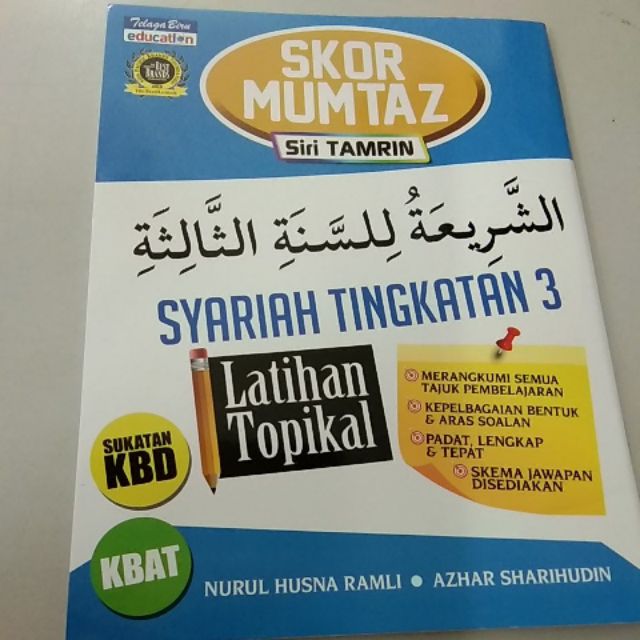 Telaga Biru
education
BEST
BRANDS
SKOR
MUMTAZ
Siri TAMRIN
الشَّرِيعَةُ لِلسَّنَةِ الثَّالِثَةِ
SYARIAH TINGKATAN 3
Latihan
Topikal
MERANGKUMI SEMUA
TAJUK PEMBELAJARAN
KEPELBAGAIAN BENTUK
& ARAS SOALAN
PADAT, LENGKAP
& TEPAT
SKEMA JAWAPAN
DISEDIAKAN
SUKATAN
KBD
KBAT
NURUL HUSNA RAMLI ● AZHAR SHARIHUDIN